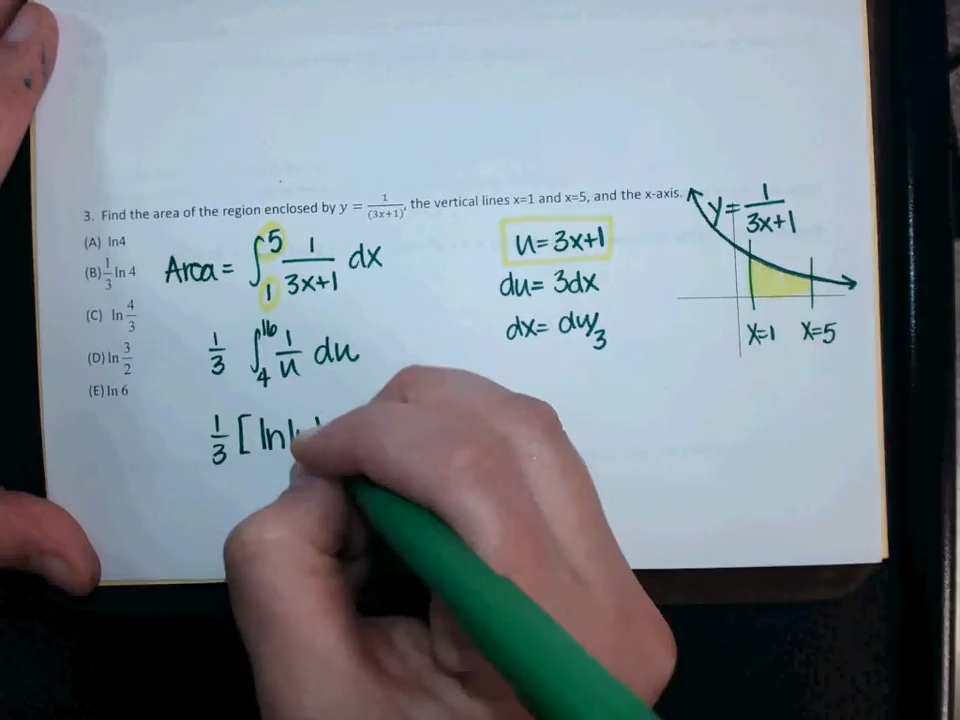 3. Find the area of the region enclosed by y = 1/(3x+1), the vertical lines x=1 and x=5, and the x-axis.
(A) ln4
(B) 1/3 ln 4
(C) ln 4/3
(D) ln 3/2
(E) ln 6
Area = ∫₁⁵ 1/(3x+1) dx
1/3 ∫₄¹⁶ 1/u du
1/3 [ ln|
u = 3x+1
du = 3dx
dx = du/3
y = 1/(3x+1)
x=1 x=5